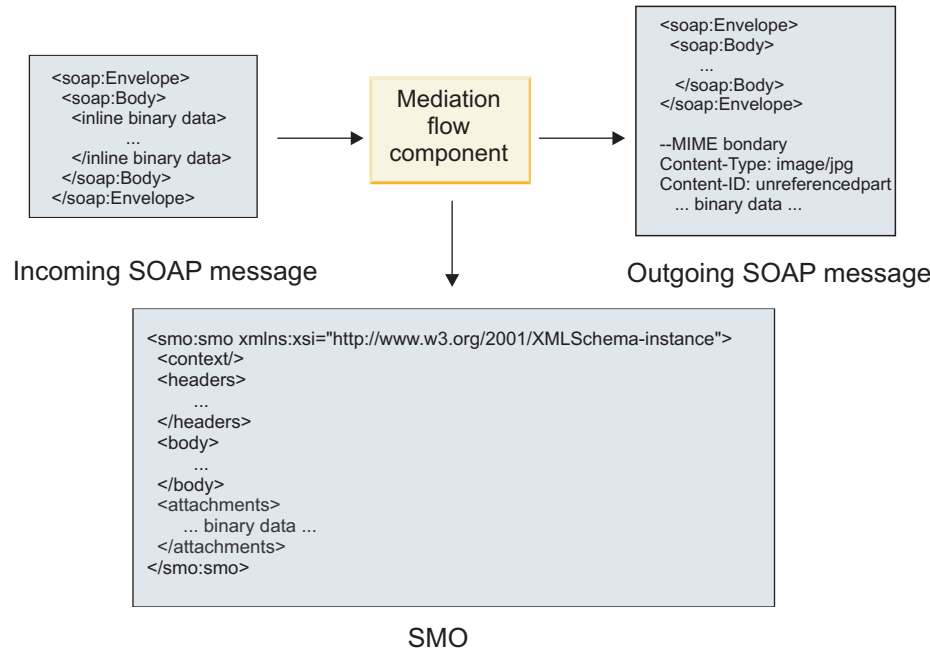 <soap:Envelope>
<soap:Body>
<inline binary data>
...
</inline binary data>
</soap:Body>
</soap:Envelope>
Incoming SOAP message
Mediation
flow
component
<soap:Envelope>
<soap:Body>
...
</soap:Body>
</soap:Envelope>
--MIME bondary
Content-Type: image/jpg
Content-ID: unreferencedpart
... binary data ...
Outgoing SOAP message
<smo:smo xmlns:xsi="http://www.w3.org/2001/XMLSchema-instance">
<context/>
<headers>
...
</headers>
<body>
...
</body>
<attachments>
... binary data ...
</attachments>
</smo:smo>
SMO